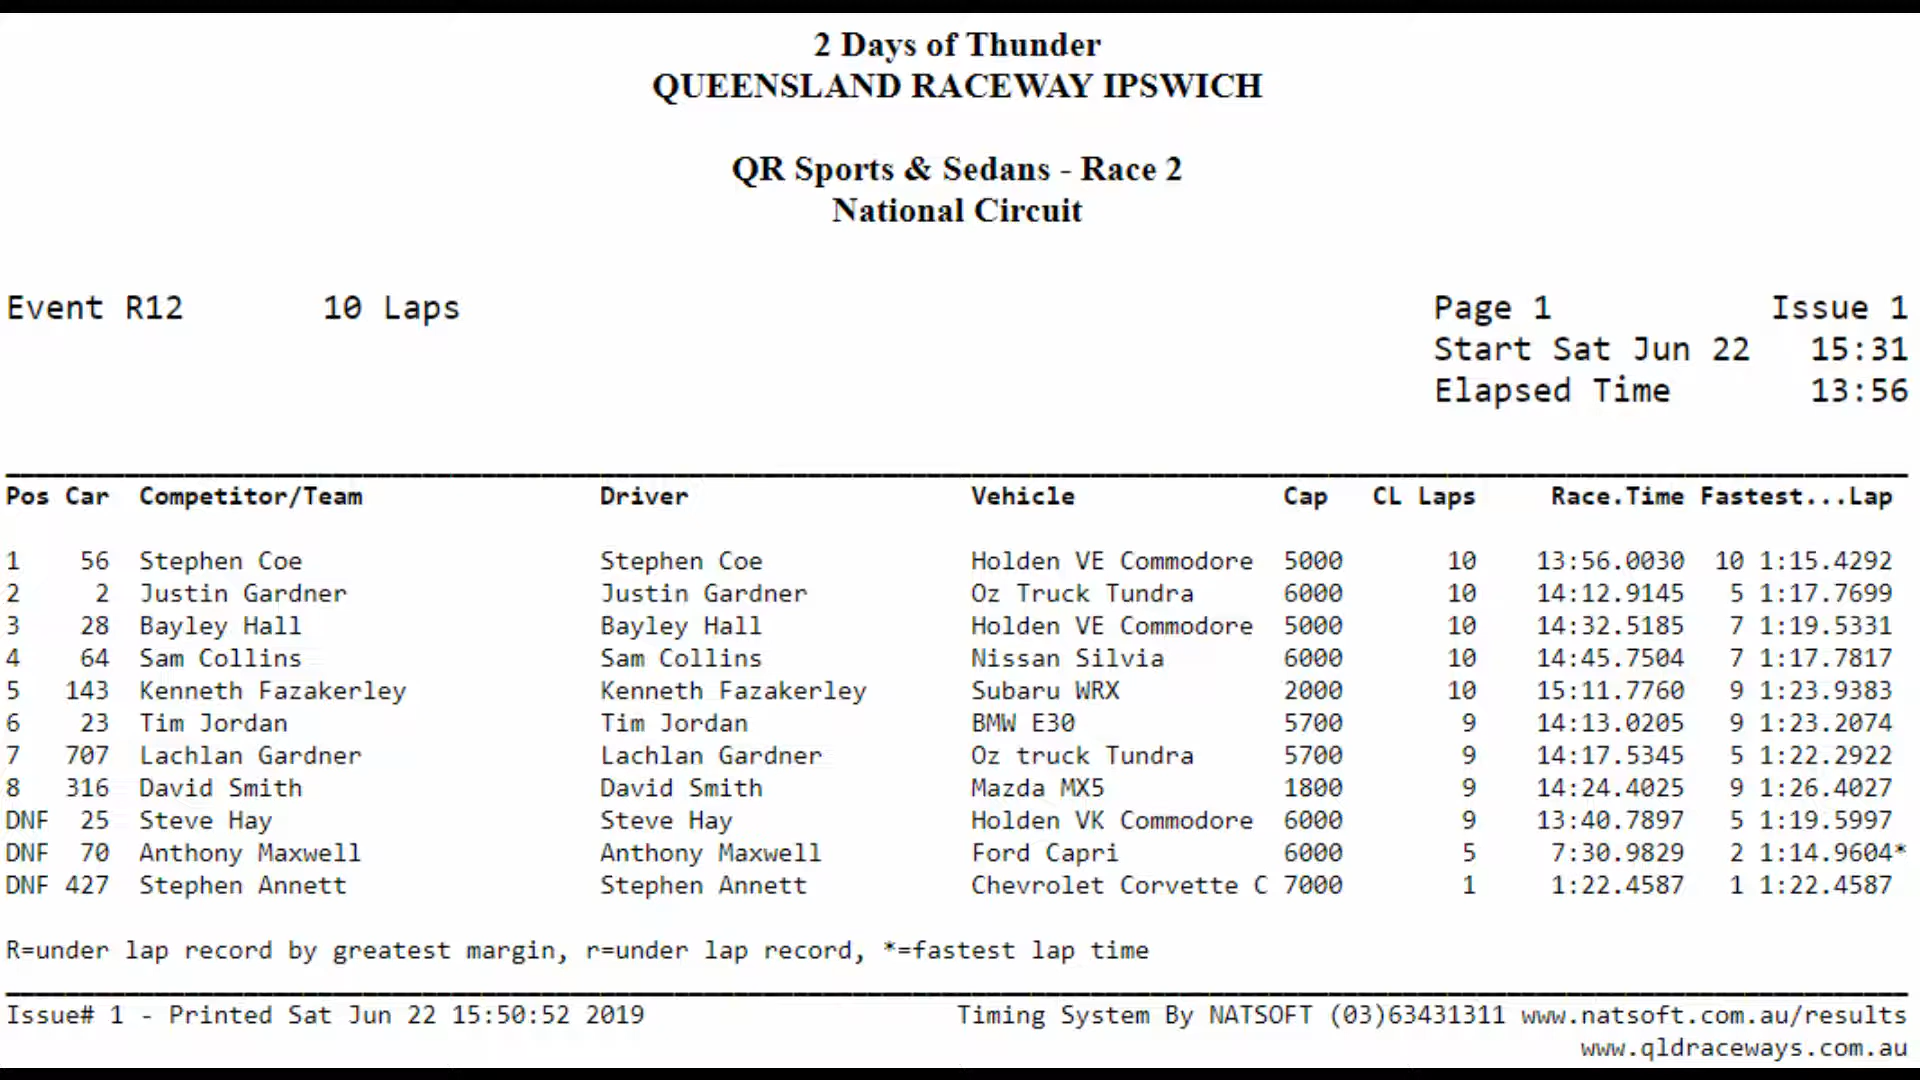 2 Days of Thunder
QUEENSLAND RACEWAY IPSWICH
QR Sports & Sedans - Race 2
National Circuit
Event R12 10 Laps Page 1 Issue 1
Start Sat Jun 22 15:31
Elapsed Time 13:56
Pos Car Competitor/Team Driver Vehicle Cap CL Laps Race.Time Fastest...Lap
1 56 Stephen Coe Stephen Coe Holden VE Commodore 5000 10 13:56.0030 10 1:15.4292
2 2 Justin Gardner Justin Gardner Oz Truck Tundra 6000 10 14:12.9145 5 1:17.7699
3 28 Bayley Hall Bayley Hall Holden VE Commodore 5000 10 14:32.5185 7 1:19.5331
4 64 Sam Collins Sam Collins Nissan Silvia 6000 10 14:45.7504 7 1:17.7817
5 143 Kenneth Fazakerley Kenneth Fazakerley Subaru WRX 2000 10 15:11.7760 9 1:23.9383
6 23 Tim Jordan Tim Jordan BMW E30 5700 9 14:13.0205 9 1:23.2074
7 707 Lachlan Gardner Lachlan Gardner Oz truck Tundra 5700 9 14:17.5345 5 1:22.2922
8 316 David Smith David Smith Mazda MX5 1800 9 14:24.4025 9 1:26.4027
DNF 25 Steve Hay Steve Hay Holden VK Commodore 6000 9 13:40.7897 5 1:19.5997
DNF 70 Anthony Maxwell Anthony Maxwell Ford Capri 6000 5 7:30.9829 2 1:14.9604*
DNF 427 Stephen Annett Stephen Annett Chevrolet Corvette C 7000 1 1:22.4587 1 1:22.4587
R=under lap record by greatest margin, r=under lap record, *=fastest lap time
Issue# 1 - Printed Sat Jun 22 15:50:52 2019 Timing System By NATSOFT (03)63431311 www.natsoft.com.au/results
www.qldraceways.com.au